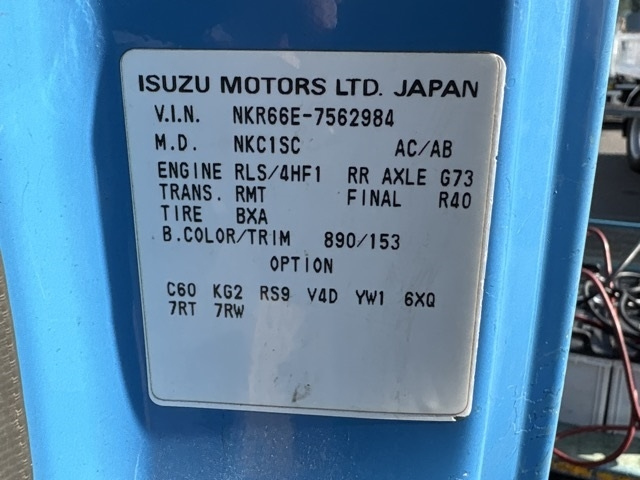 ISUZU MOTORS LTD. JAPAN
V.I.N. NKR66E-7562984
M.D. NKC1SC AC/AB
ENGINE RLS/4HF1 RR AXLE G73
TRANS. RMT FINAL R40
TIRE BXA
B.COLOR/TRIM 890/153
OPTION
C60 KG2 RS9 V4D YW1 6XQ
7RT 7RW